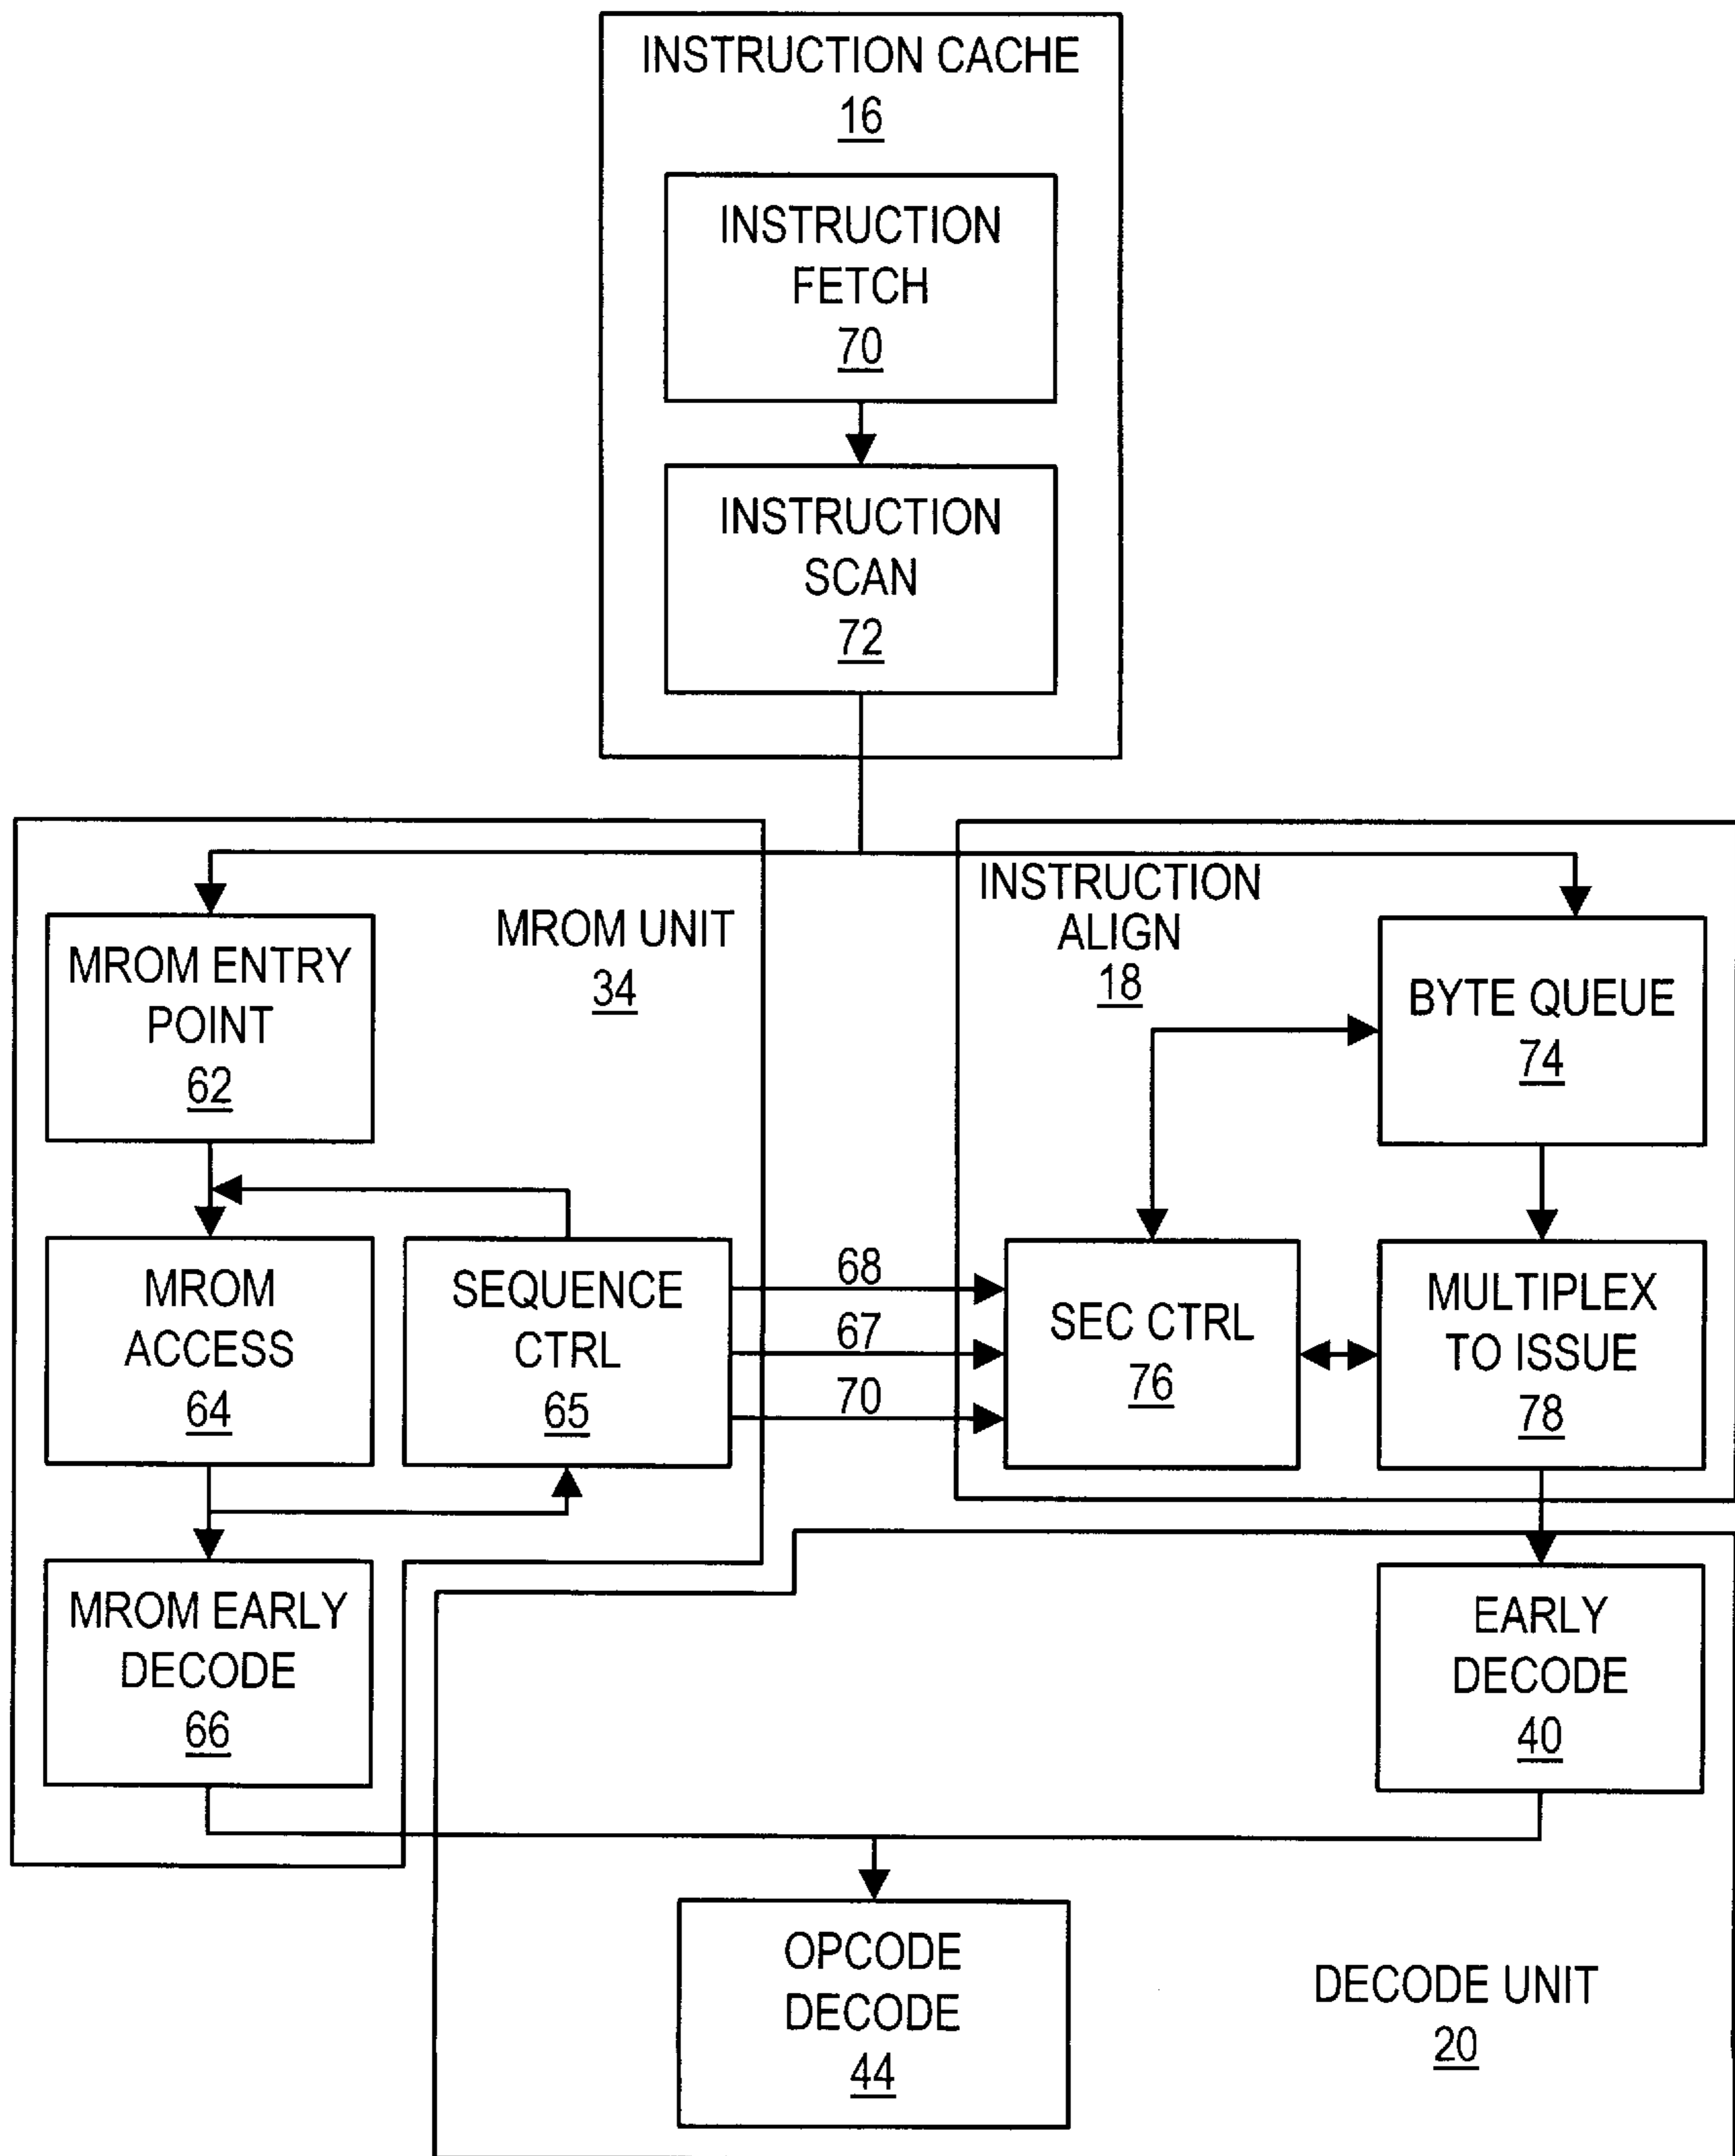 INSTRUCTION CACHE
16
INSTRUCTION
FETCH
70
INSTRUCTION
SCAN
72
MROM UNIT
34
MROM ENTRY
POINT
62
MROM
ACCESS
64
SEQUENCE
CTRL
65
MROM EARLY
DECODE
66
68
67
70
INSTRUCTION
ALIGN
18
BYTE QUEUE
74
SEC CTRL
76
MULTIPLEX
TO ISSUE
78
EARLY
DECODE
40
OPCODE
DECODE
44
DECODE UNIT
20